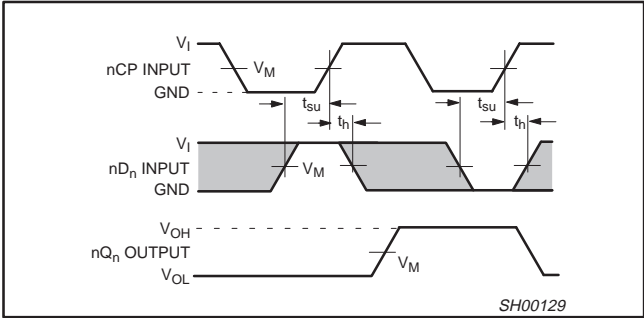 V_I
nCP INPUT
V_M
GND
t_su
t_su
t_h
t_h
V_I
nD_n INPUT
V_M
GND
V_OH
nQ_n OUTPUT
V_M
V_OL
SH00129